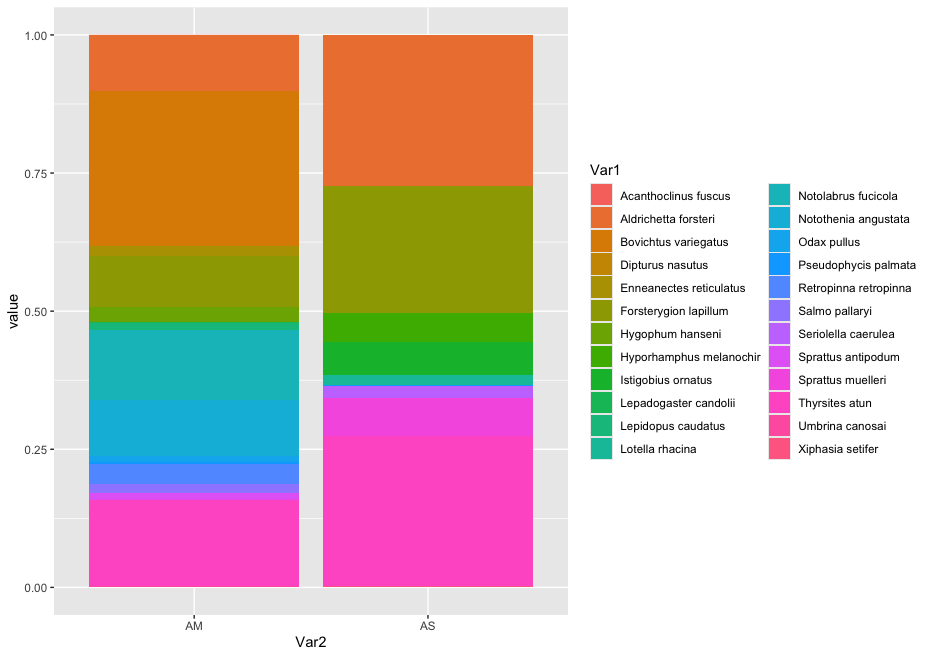 1.00
0.75
0.50
0.25
0.00
value
AM
AS
Var2
Var1
Acanthoclinus fuscus
Aldrichetta forsteri
Bovichtus variegatus
Dipturus nasutus
Enneanectes reticulatus
Forsterygion lapillum
Hygophum hanseni
Hyporhamphus melanochir
Istigobius ornatus
Lepadogaster candolii
Lepidopus caudatus
Lotella rhacina
Notolabrus fucicola
Notothenia angustata
Odax pullus
Pseudophycis palmata
Retropinna retropinna
Salmo pallaryi
Seriolella caerulea
Sprattus antipodum
Sprattus muelleri
Thyrsites atun
Umbrina canosai
Xiphasia setifer